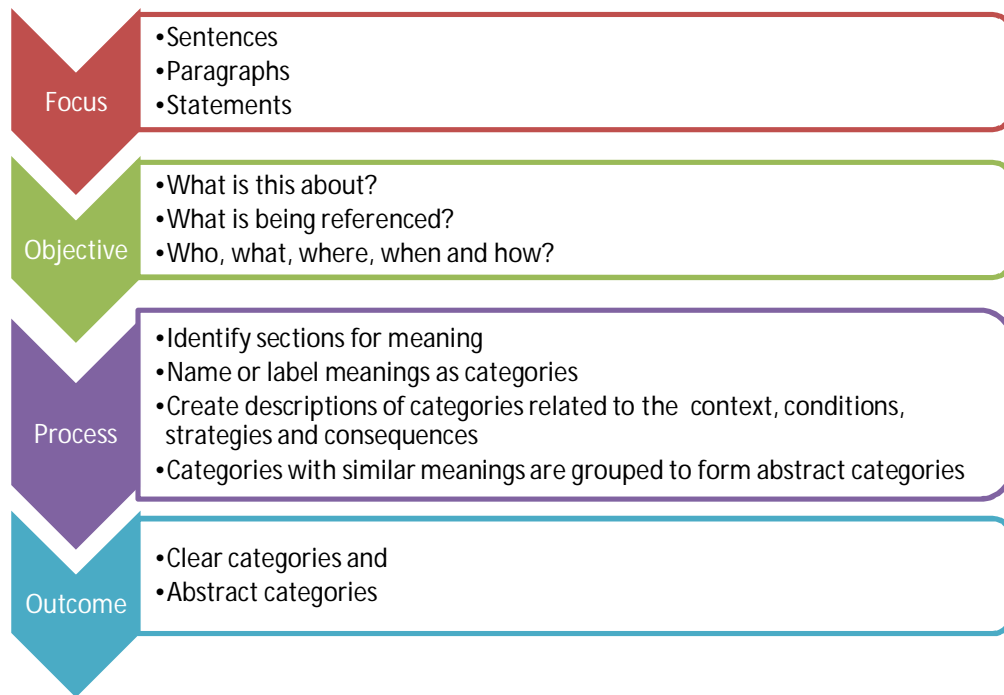 Focus
•Sentences
•Paragraphs
•Statements
Objective
•What is this about?
•What is being referenced?
•Who, what, where, when and how?
Process
•Identify sections for meaning
•Name or label meanings as categories
•Create descriptions of categories related to the context, conditions,
strategies and consequences
•Categories with similar meanings are grouped to form abstract categories
Outcome
•Clear categories and
•Abstract categories